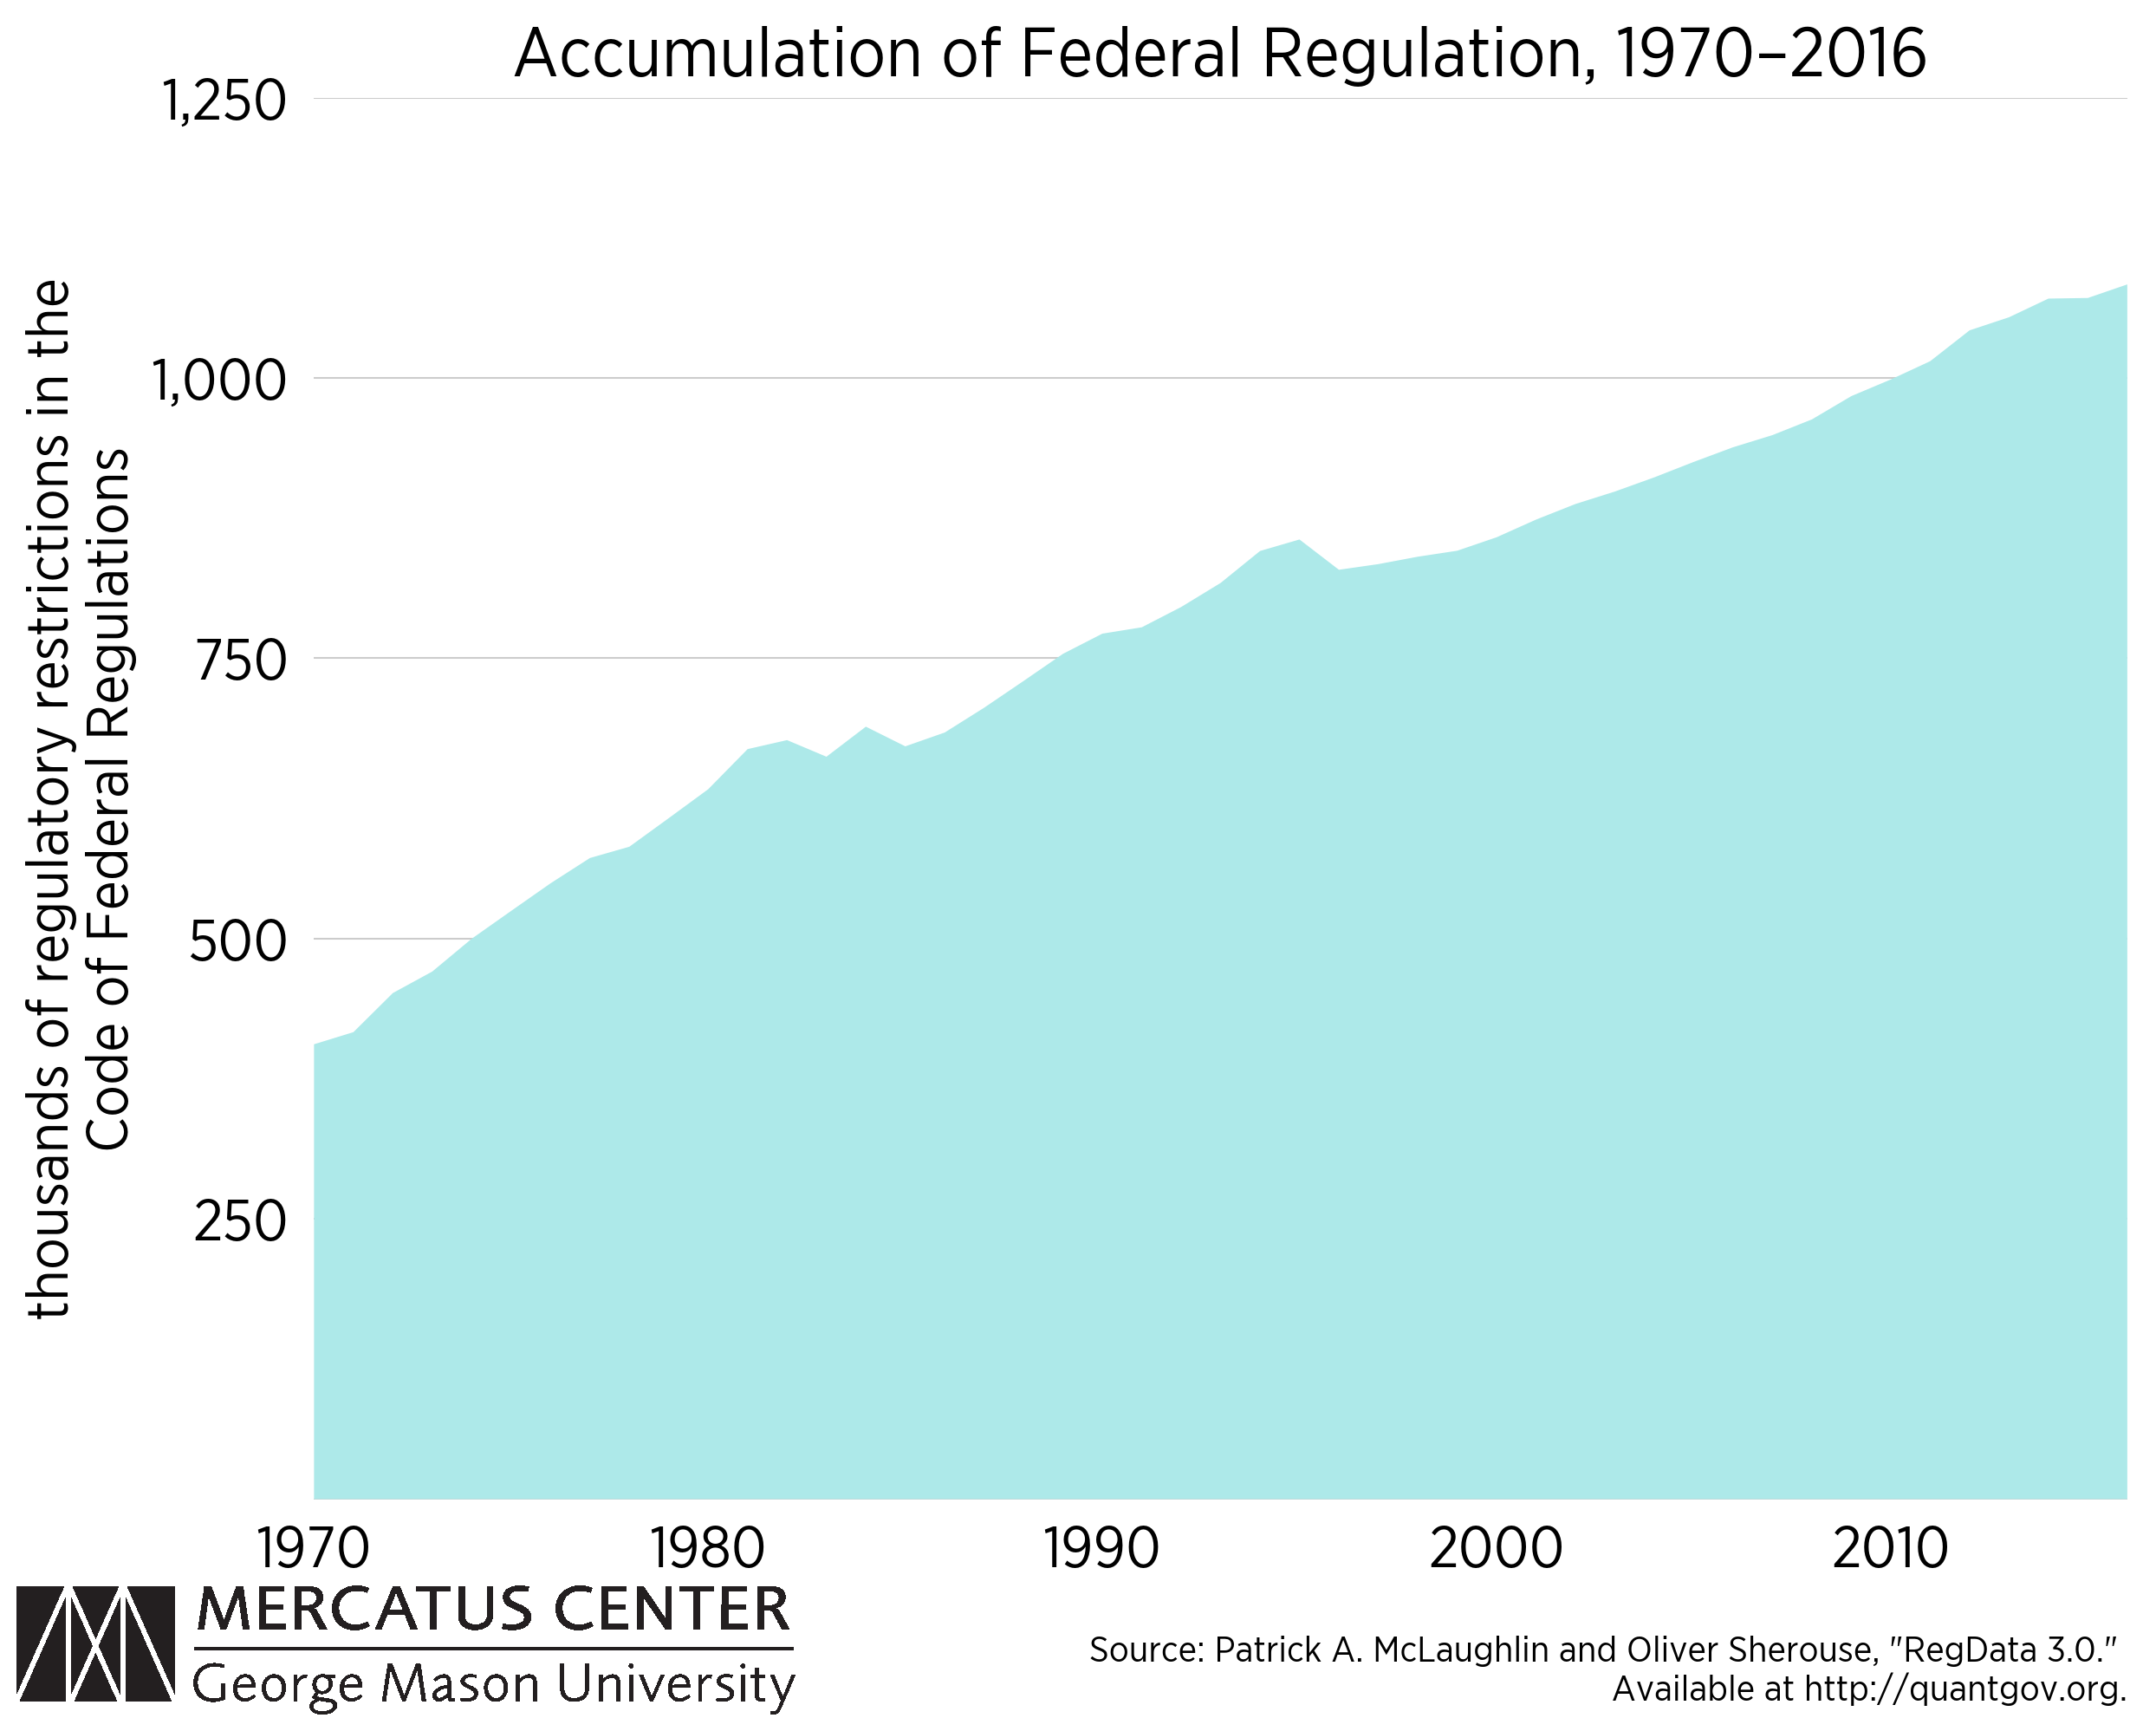 Accumulation of Federal Regulation, 1970–2016
thousands of regulatory restrictions in the
Code of Federal Regulations
1,250
1,000
750
500
250
1970
1980
1990
2000
2010
MERCATUS CENTER
George Mason University
Source: Patrick A. McLaughlin and Oliver Sherouse, "RegData 3.0."
Available at http://quantgov.org.